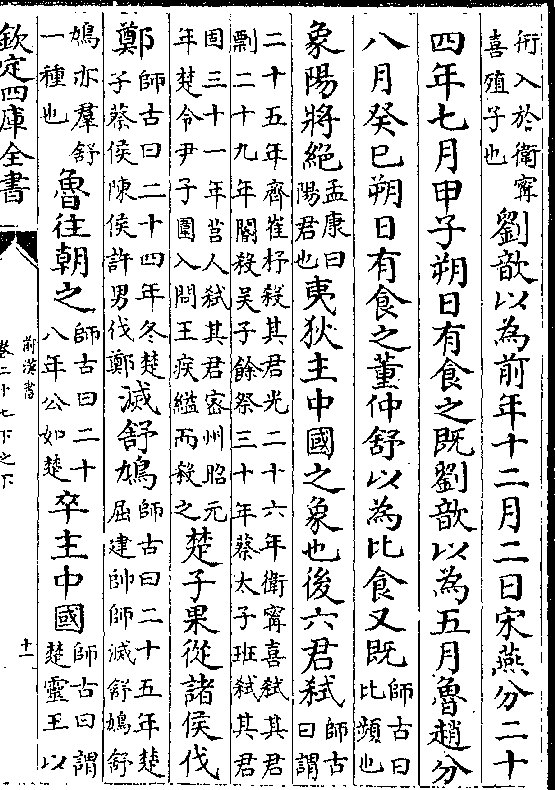 衎入於衛甯喜殖子也劉歆以為前年十二月二日宋燕分二十
四年七月甲子朔日有食之既劉歆以為五月魯趙分
八月癸巳朔日有食之董仲舒以為比食又既師古曰比頻也
象陽將絶孟康曰陽君也夷狄主中國之象也後六君弑師古曰謂
二十五年齊崔杼殺其君光二十六年衛甯喜弑其君
剽二十九年閽殺吳子餘祭三十年蔡太子班弑其君
固三十一年莒人弑其君密州昭元年楚令尹子圍入問王疾縊而殺之楚子果從諸侯伐
鄭師古曰二十四年冬楚子蔡侯陳侯許男伐鄭滅舒鳩師古曰二十五年楚屈建帥師滅舒鳩舒
鳩亦羣舒一種也魯往朝之師古曰二十八年公如楚卒主中國師古曰謂楚靈王以
欽定四庫全書
前漢書
卷二十七下之下
十一